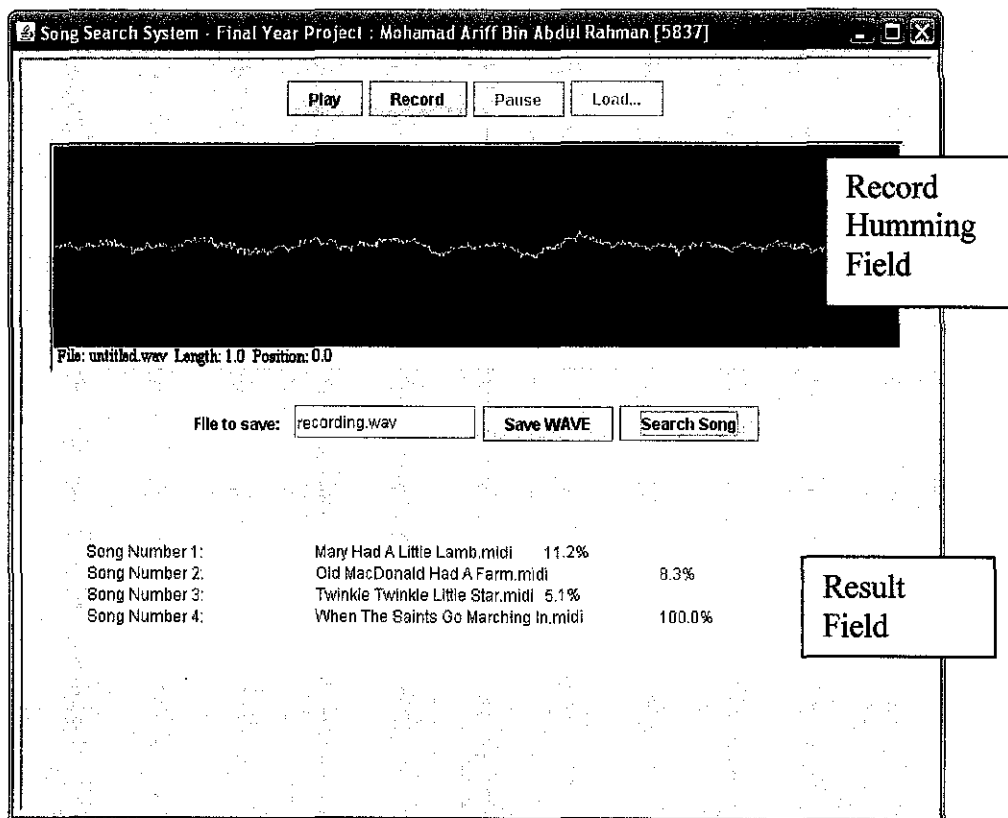 Song Search System - Final Year Project : Mohamad Ariff Bin Abdul Rahman [5837]
Play Record Pause Load...
Record
Humming
Field
File: untitled.wav Length: 1.0 Position: 0.0
File to save: recording.wav Save WAVE Search Song
Song Number 1: Mary Had A Little Lamb.midi 11.2%
Song Number 2: Old MacDonald Had A Farm.midi 8.3%
Song Number 3: Twinkle Twinkle Little Star.midi 5.1%
Song Number 4: When The Saints Go Marching In.midi 100.0%
Result
Field